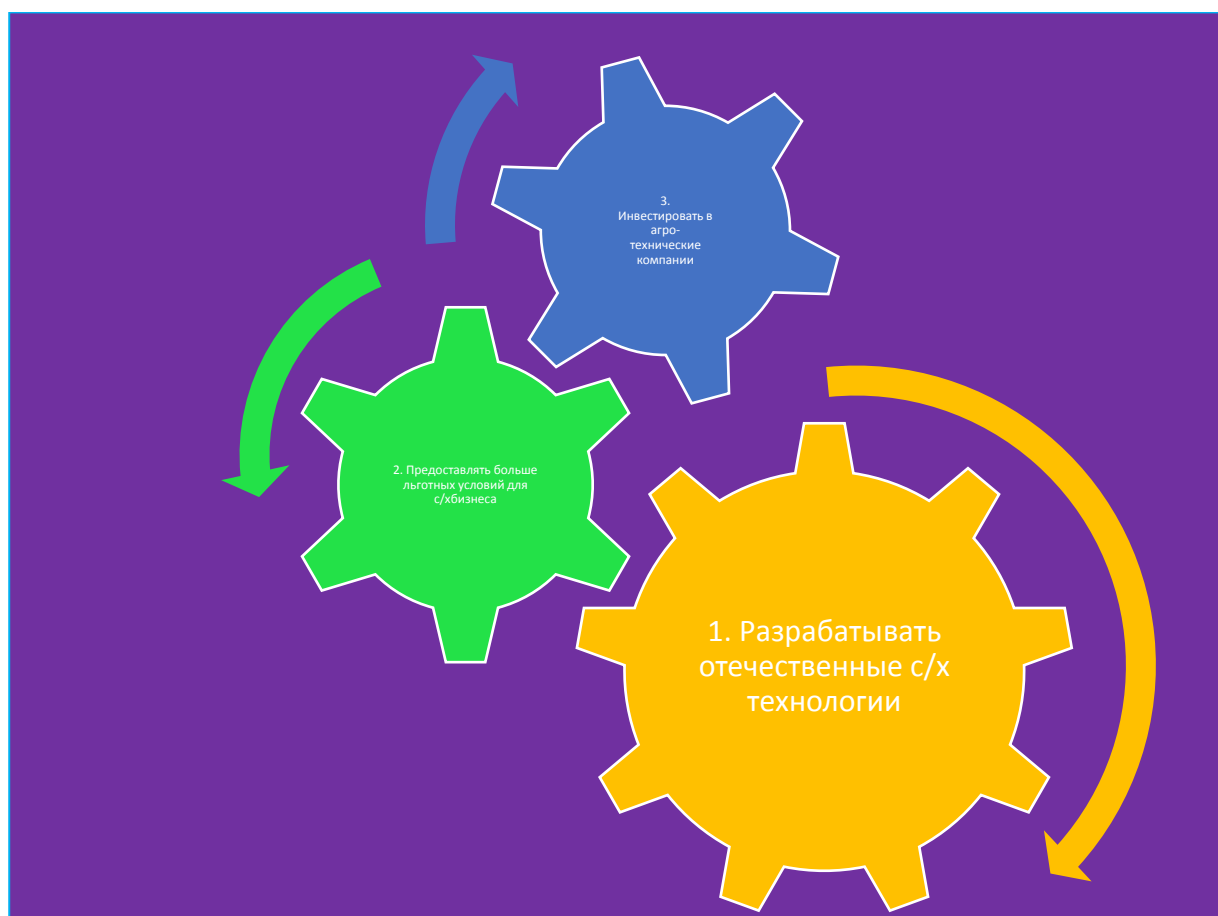 3.
Инвестировать в
агро-
технические
компании
2. Предоставлять больше
льготных условий для
с/хбизнеса
1. Разрабатывать
отечественные с/х
технологии